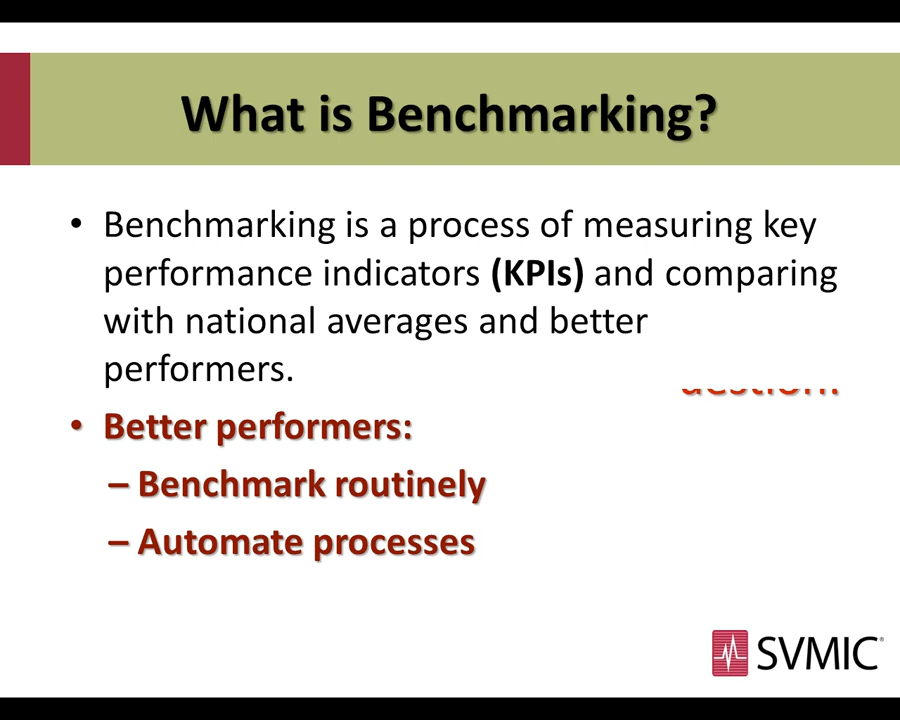 What is Benchmarking?
• Benchmarking is a process of measuring key
performance indicators (KPIs) and comparing
with national averages and better
performers.
• Better performers:
– Benchmark routinely
– Automate processes
SVMIC®